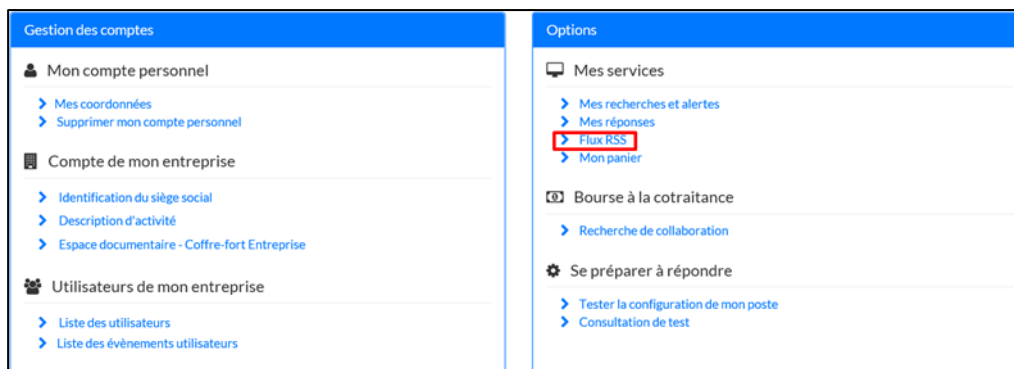 Gestion des comptes
Mon compte personnel
Mes coordonnées
Supprimer mon compte personnel
Compte de mon entreprise
Identification du siège social
Description d'activité
Espace documentaire - Coffre-fort Entreprise
Utilisateurs de mon entreprise
Liste des utilisateurs
Liste des évènements utilisateurs
Options
Mes services
Mes recherches et alertes
Mes réponses
Flux RSS
Mon panier
Bourse à la cotraitance
Recherche de collaboration
Se préparer à répondre
Tester la configuration de mon poste
Consultation de test